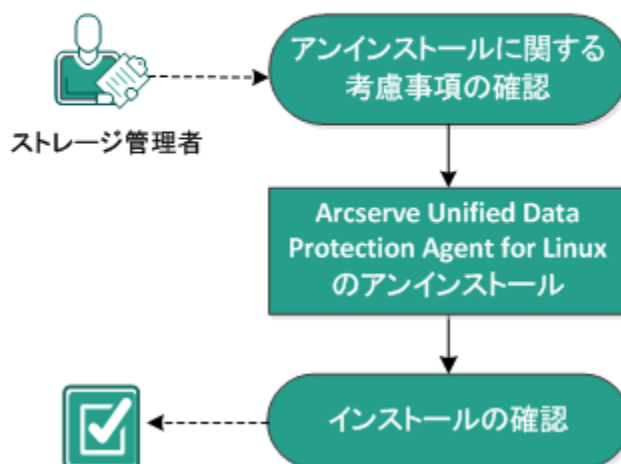 アンインストールに関する
考慮事項の確認
ストレージ管理者
Arcserve Unified Data
Protection Agent for Linux
のアンインストール
インストールの確認